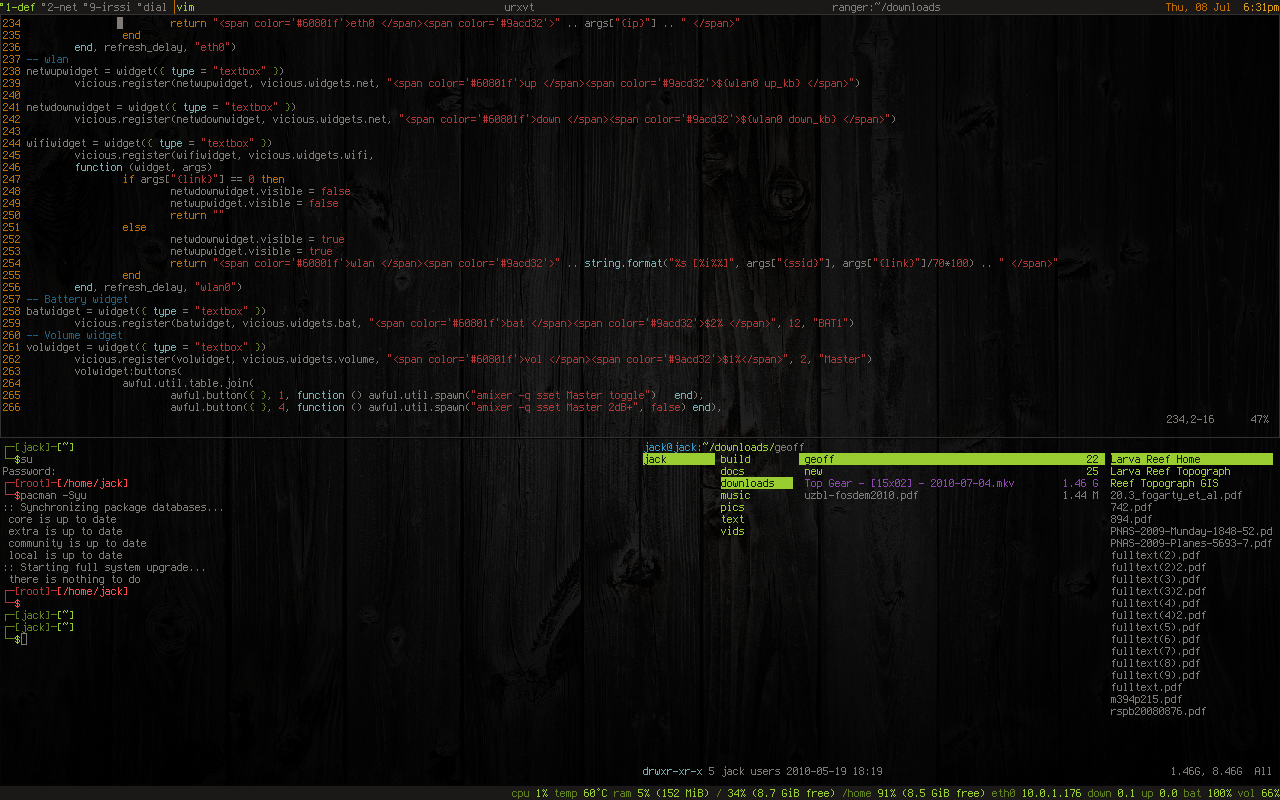 "1-def "2-net "9-irssi "dial vim urxvt ranger:~/downloads Thu, 08 Jul 6:31pm
234 return "<span color='#60801f'>eth0 </span><span color='#9acd32'>" .. args["{ip}"] .. " </span>"
235 end
236 end, refresh_delay, "eth0")
237 -- wlan
238 netupwidget = widget({ type = "textbox" })
239 vicious.register(netupwidget, vicious.widgets.net, "<span color='#60801f'>up </span><span color='#9acd32'>${wlan0 up_kb} </span>")
240
241 netdownwidget = widget({ type = "textbox" })
242 vicious.register(netdownwidget, vicious.widgets.net, "<span color='#60801f'>down </span><span color='#9acd32'>${wlan0 down_kb} </span>")
243
244 wifiwidget = widget({ type = "textbox" })
245 vicious.register(wifiwidget, vicious.widgets.wifi,
246 function (widget, args)
247 if args["{link}"] == 0 then
248 netdownwidget.visible = false
249 netupwidget.visible = false
250 return ""
251 else
252 netdownwidget.visible = true
253 netupwidget.visible = true
254 return "<span color='#60801f'>wlan </span><span color='#9acd32'>" .. string.format("%s [%i%%]", args["{ssid}"], args["{link}"]/70*100) .. " </span>"
255 end
256 end, refresh_delay, "wlan0")
257 -- Battery widget
258 batwidget = widget({ type = "textbox" })
259 vicious.register(batwidget, vicious.widgets.bat, "<span color='#60801f'>bat </span><span color='#9acd32'>$2% </span>", 12, "BAT1")
260 -- Volume widget
261 volwidget = widget({ type = "textbox" })
262 vicious.register(volwidget, vicious.widgets.volume, "<span color='#60801f'>vol </span><span color='#9acd32'>$1%</span>", 2, "Master")
263 volwidget:buttons(
264 awful.util.table.join(
265 awful.button({ }, 1, function () awful.util.spawn("amixer -q sset Master toggle") end),
266 awful.button({ }, 4, function () awful.util.spawn("amixer -q sset Master 2dB+", false) end),
234,2-16 47%
┌─[jack]-[~]
└─$su
Password:
┌─[root]-[/home/jack]
└─$pacman -Syu
:: Synchronizing package databases...
core is up to date
extra is up to date
community is up to date
local is up to date
:: Starting full system upgrade...
there is nothing to do
┌─[root]-[/home/jack]
└─$
┌─[jack]-[~]
┌─[jack]-[~]
└─$
jack@jack:~/downloads/geoff
jack build geoff 22 Larva Reef Home
docs new 25 Larva Reef Topograph
downloads Top Gear - [15x02] - 2010-07-04.mkv 1.46 G Reef Topograph GIS
music uzbl-fosdem2010.pdf 1.44 M 20.3_fogarty_et_al.pdf
pics 742.pdf
text 894.pdf
vids PNAS-2009-Munday-1848-52.pd
PNAS-2009-Planes-5693-7.pdf
fulltext(2).pdf
fulltext(2)2.pdf
fulltext(3).pdf
fulltext(3)2.pdf
fulltext(4).pdf
fulltext(4)2.pdf
fulltext(5).pdf
fulltext(6).pdf
fulltext(7).pdf
fulltext(8).pdf
fulltext(9).pdf
fulltext.pdf
m394p215.pdf
rspb20080876.pdf
drwxr-xr-x 5 jack users 2010-05-19 18:19 1.46G, 8.46G All
cpu 1% temp 60°C ram 5% (152 MiB) / 34% (8.7 GiB free) /home 91% (8.5 GiB free) eth0 10.0.1.176 down 0.1 up 0.0 bat 100% vol 66%